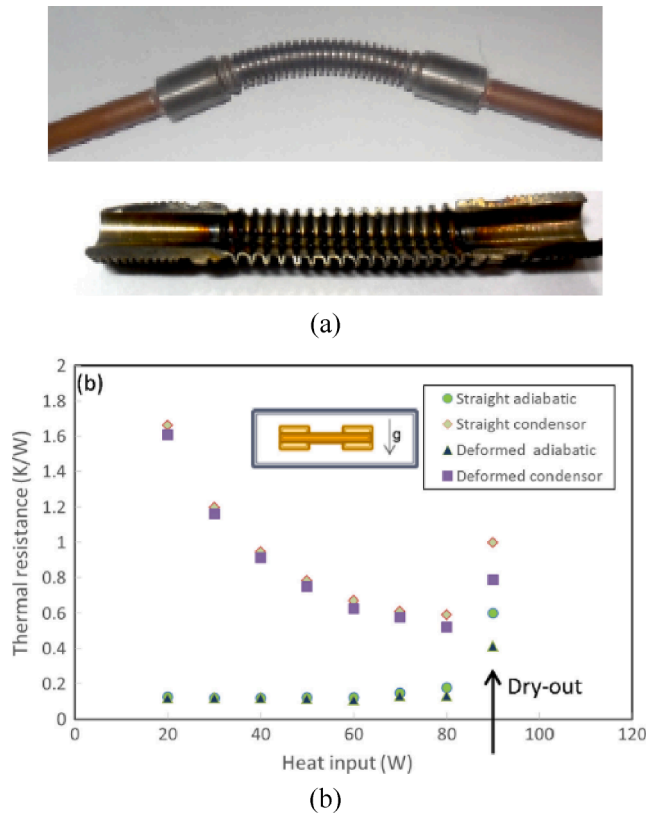 (a)
(b)
Thermal resistance (K/W)
2
1.8
1.6
1.4
1.2
1
0.8
0.6
0.4
0.2
0
g
Straight adiabatic
Straight condensor
Deformed adiabatic
Deformed condensor
Dry-out
0
20
40
60
80
100
120
Heat input (W)
(b)